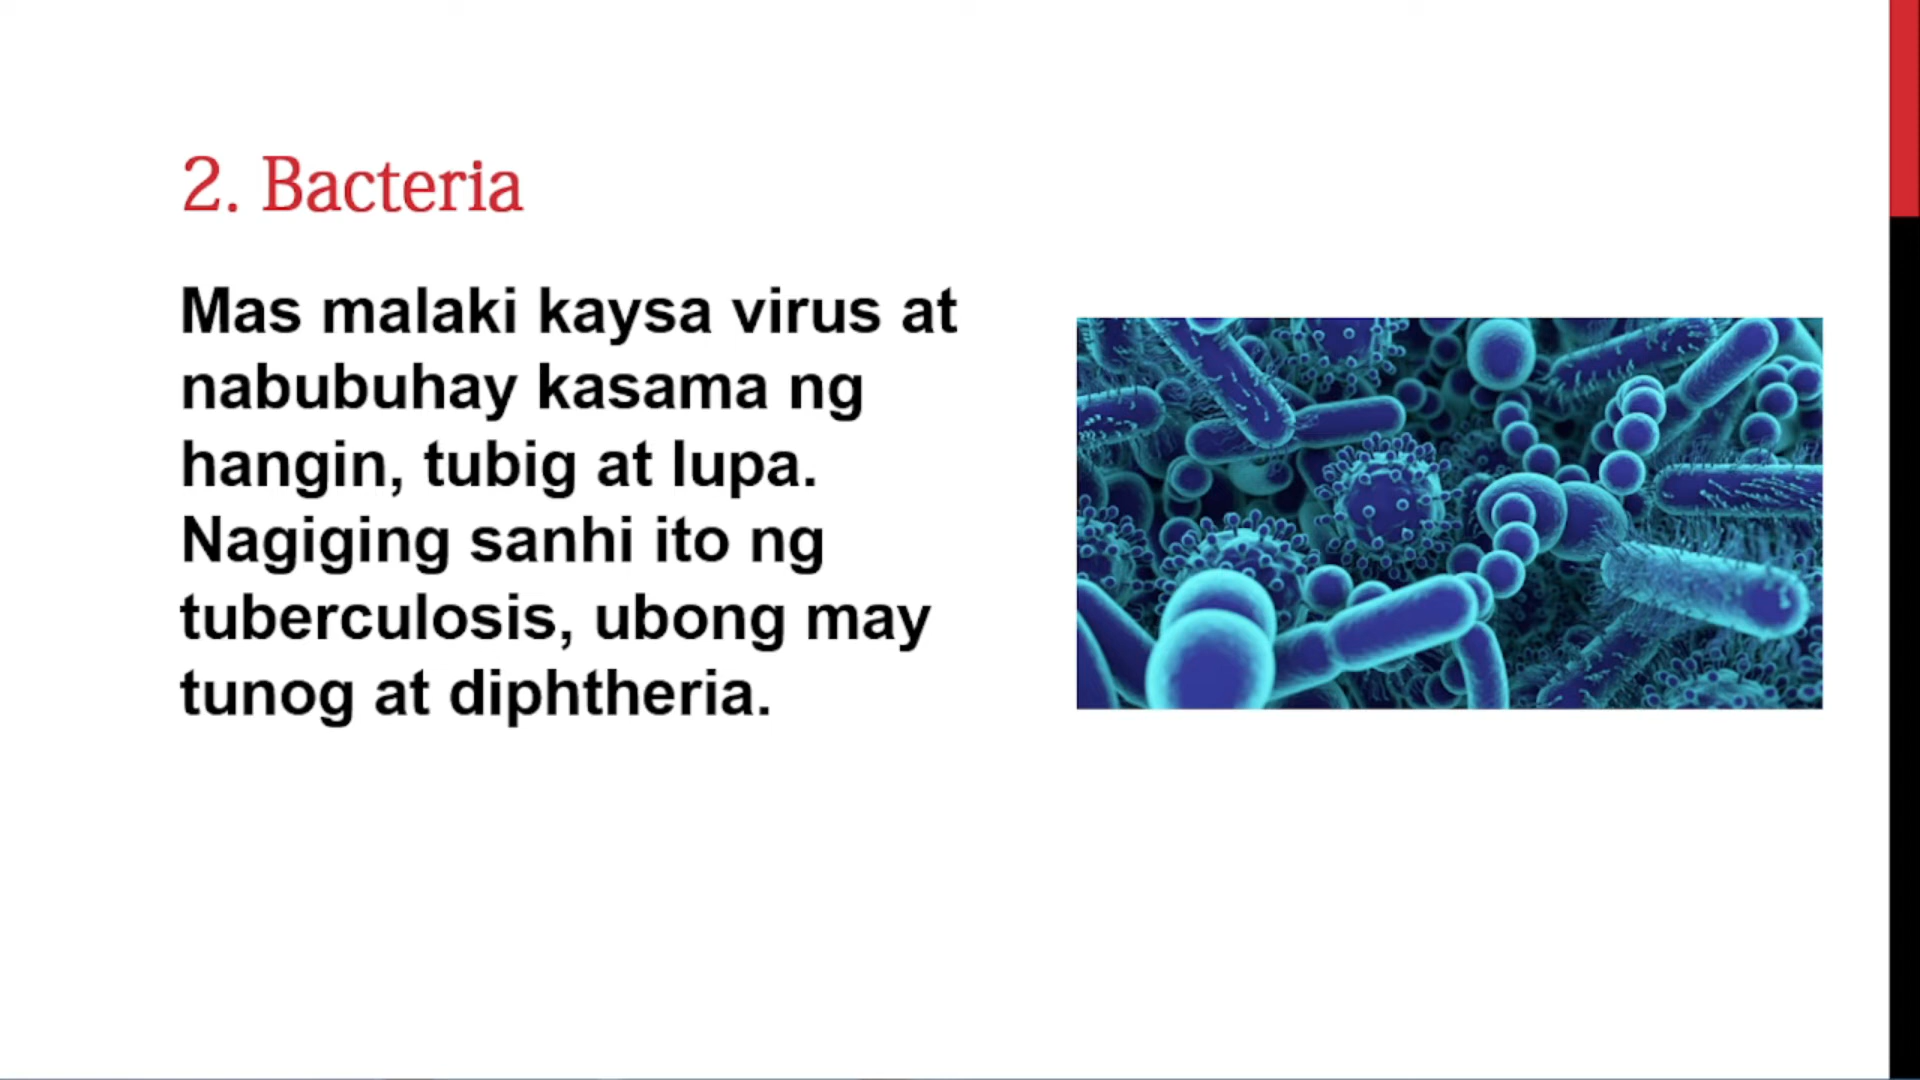 2. Bacteria
Mas malaki kaysa virus at
nabubuhay kasama ng
hangin, tubig at lupa.
Nagiging sanhi ito ng
tuberculosis, ubong may
tunog at diphtheria.